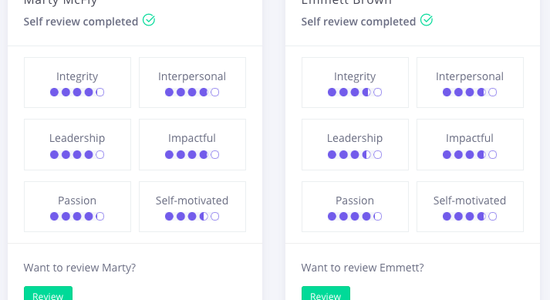 Marty McFly
Self review completed
Integrity
Interpersonal
Leadership
Impactful
Passion
Self-motivated
Want to review Marty?
Review
Emmett Brown
Self review completed
Integrity
Interpersonal
Leadership
Impactful
Passion
Self-motivated
Want to review Emmett?
Review